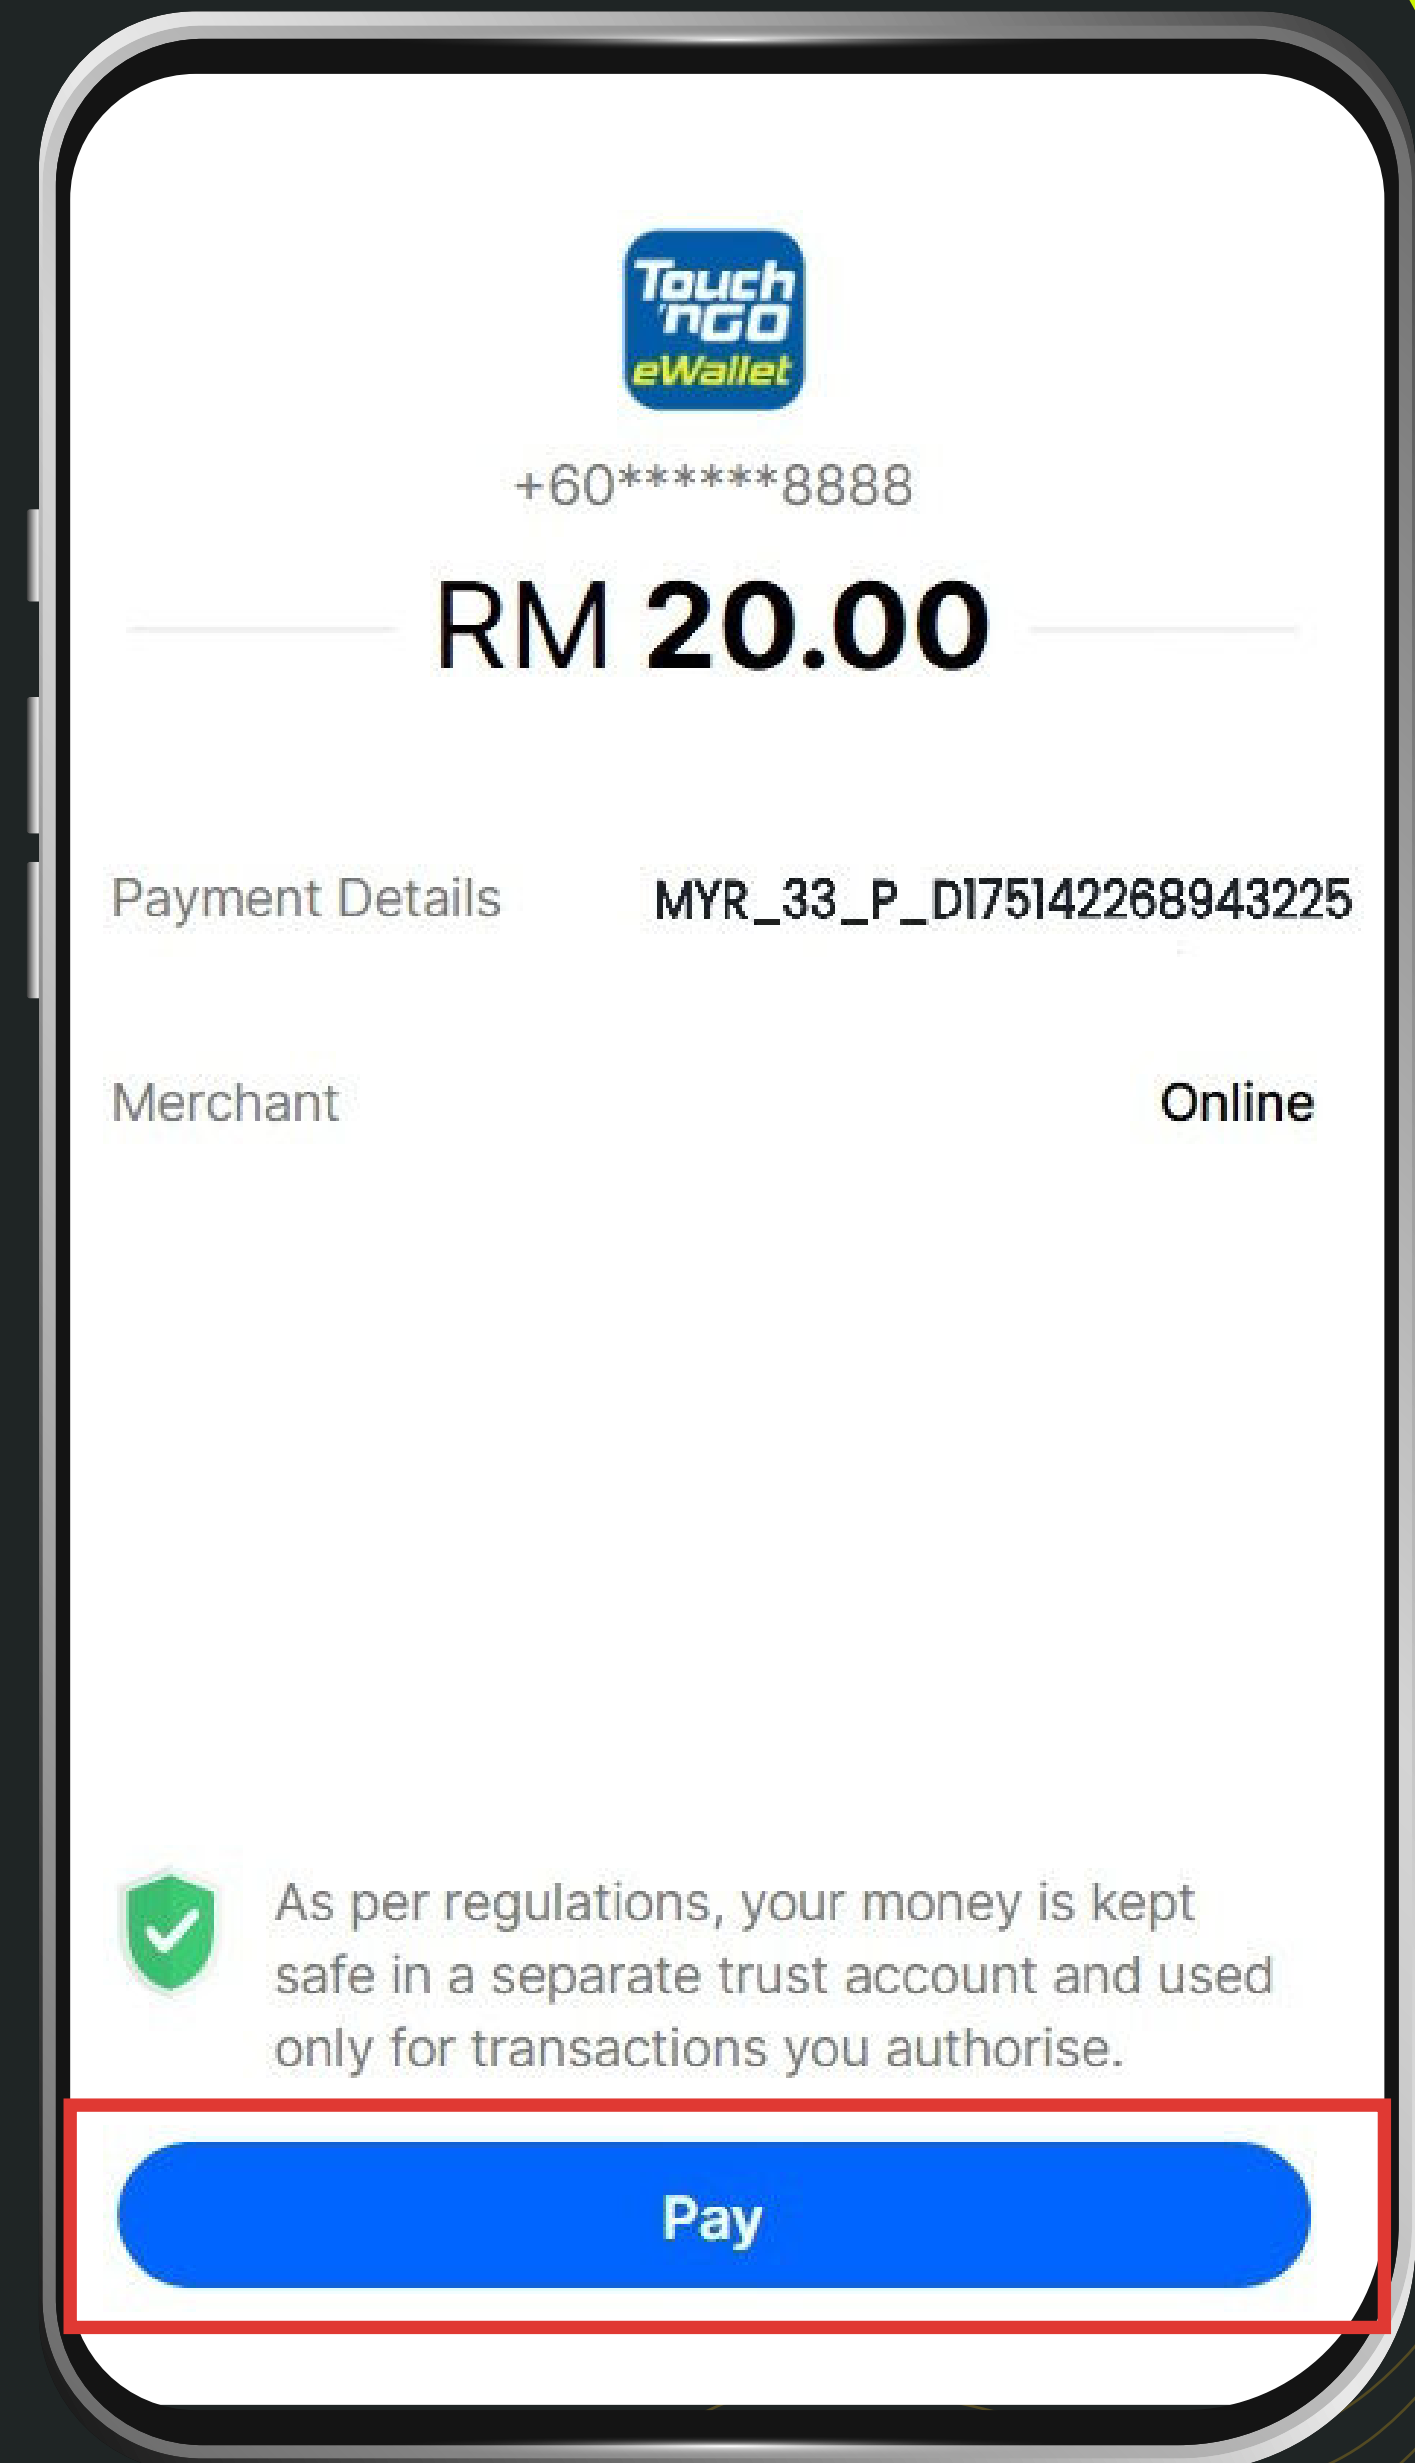 Touch
'nGO
eWallet
+60******8888
RM 20.00
Payment Details MYR_33_P_D175142268943225
Merchant Online
As per regulations, your money is kept
safe in a separate trust account and used
only for transactions you authorise.
Pay